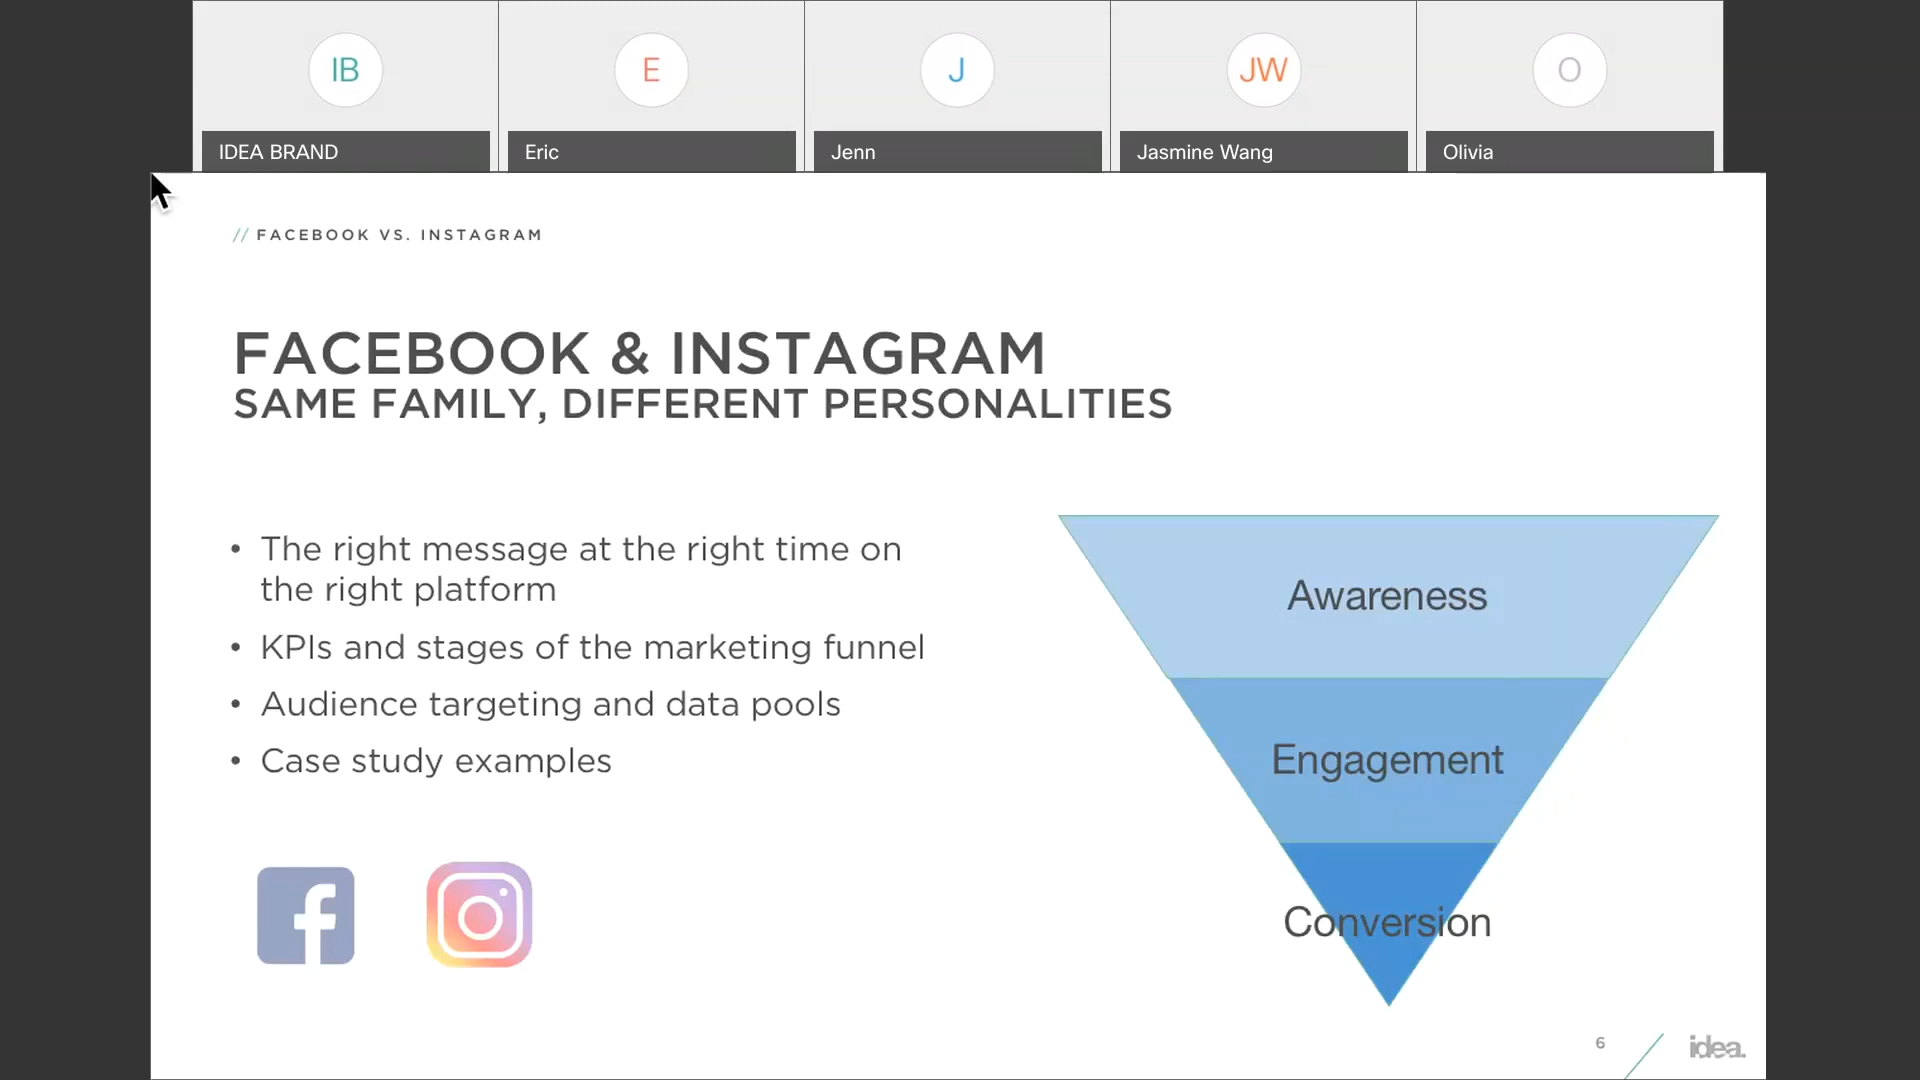 IB
E
J
JW
O
IDEA BRAND
Eric
Jenn
Jasmine Wang
Olivia
// FACEBOOK VS. INSTAGRAM
FACEBOOK & INSTAGRAM
SAME FAMILY, DIFFERENT PERSONALITIES
• The right message at the right time on
the right platform
• KPIs and stages of the marketing funnel
• Audience targeting and data pools
• Case study examples
Awareness
Engagement
Conversion
6
idea.